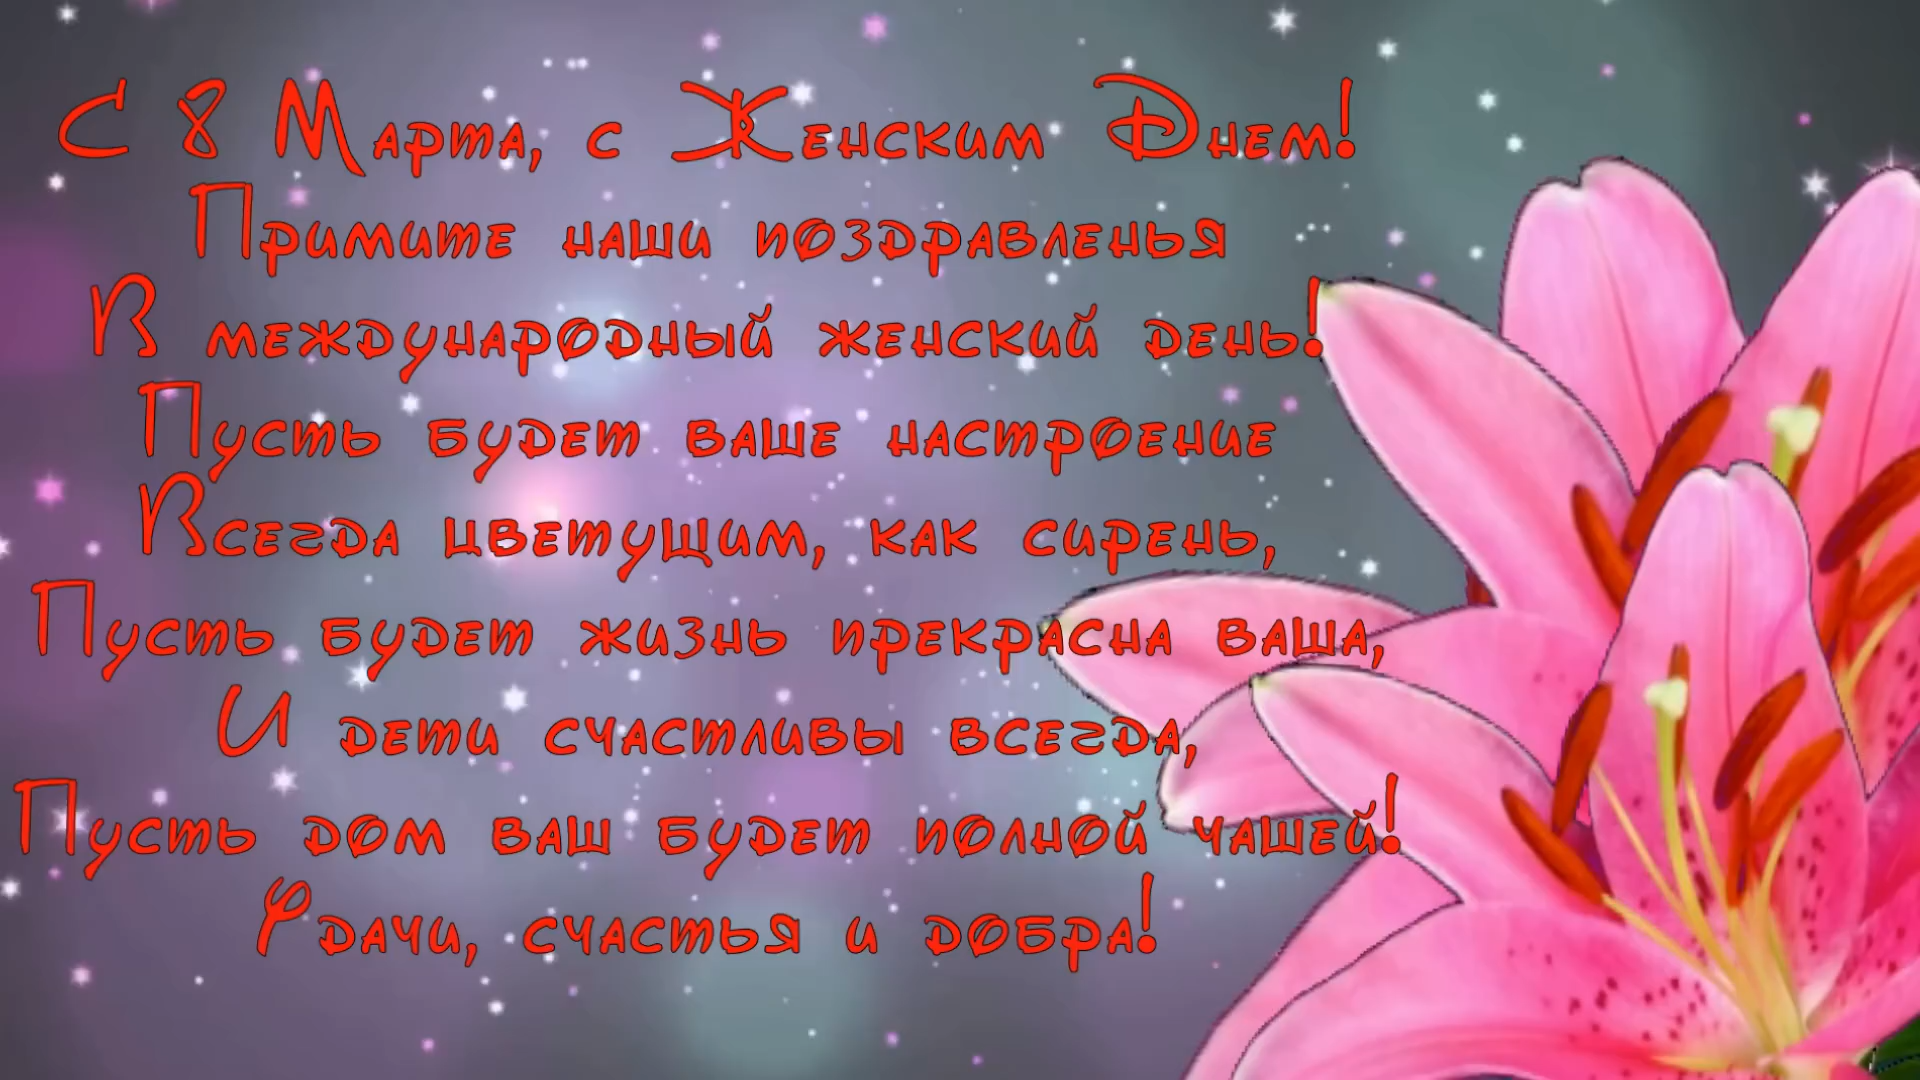 С 8 Марта, с Женским Днем!
Примите наши поздравленья
В международный женский день!
Пусть будет ваше настроение
Всегда цветущим, как сирень,
Пусть будет жизнь прекрасна ваша,
И дети счастливы всегда,
Пусть дом ваш будет полной чашей!
Удачи, счастья и добра!